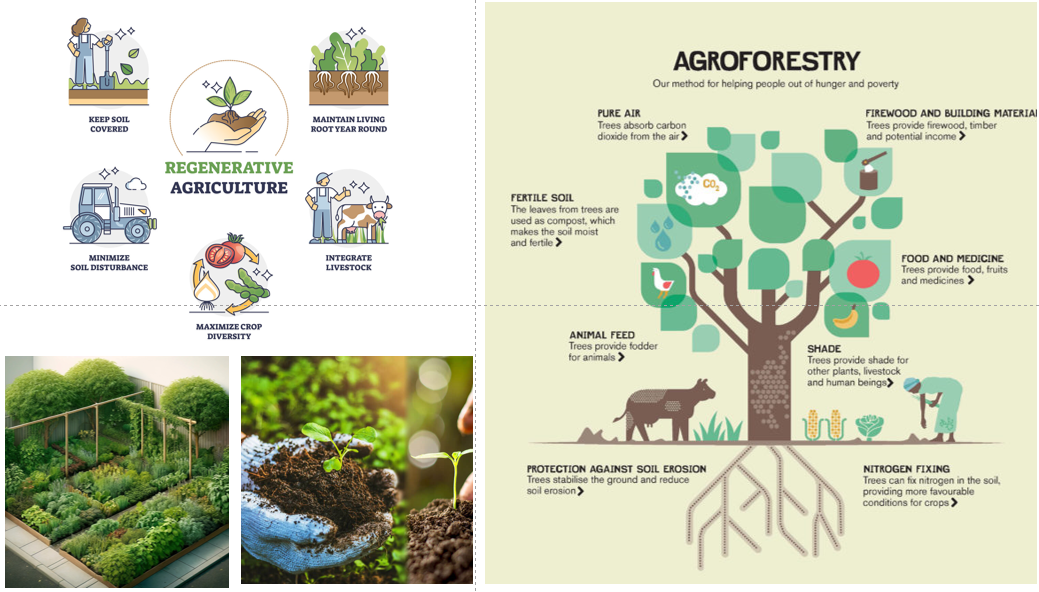 KEEP SOIL
COVERED
MAINTAIN LIVING
ROOT YEAR ROUND
REGENERATIVE
AGRICULTURE
MINIMIZE
SOIL DISTURBANCE
INTEGRATE
LIVESTOCK
MAXIMIZE CROP
DIVERSITY
AGROFORESTRY
Our method for helping people out of hunger and poverty
PURE AIR
Trees absorb carbon
dioxide from the air
FIREWOOD AND BUILDING MATERIAL
Trees provide firewood, timber
and potential income
CO2
FERTILE SOIL
The leaves from trees are
used as compost, which
makes the soil moist
and fertile
FOOD AND MEDICINE
Trees provide food, fruits
and medicines
ANIMAL FEED
Trees provide fodder
for animals
SHADE
Trees provide shade for
other plants, livestock
and human beings
PROTECTION AGAINST SOIL EROSION
Trees stabilise the ground and reduce
soil erosion
NITROGEN FIXING
Trees can fix nitrogen in the soil,
providing more favourable
conditions for crops